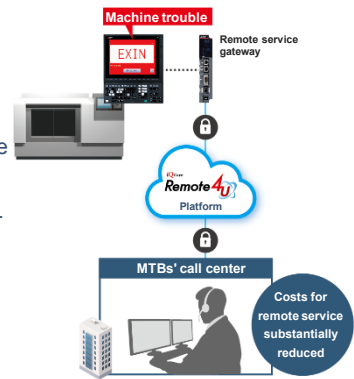 Machine trouble
EXIN
Remote service
gateway
e
iQ Care
Remote4U
Platform
MTBs' call center
Costs for
remote service
substantially
reduced